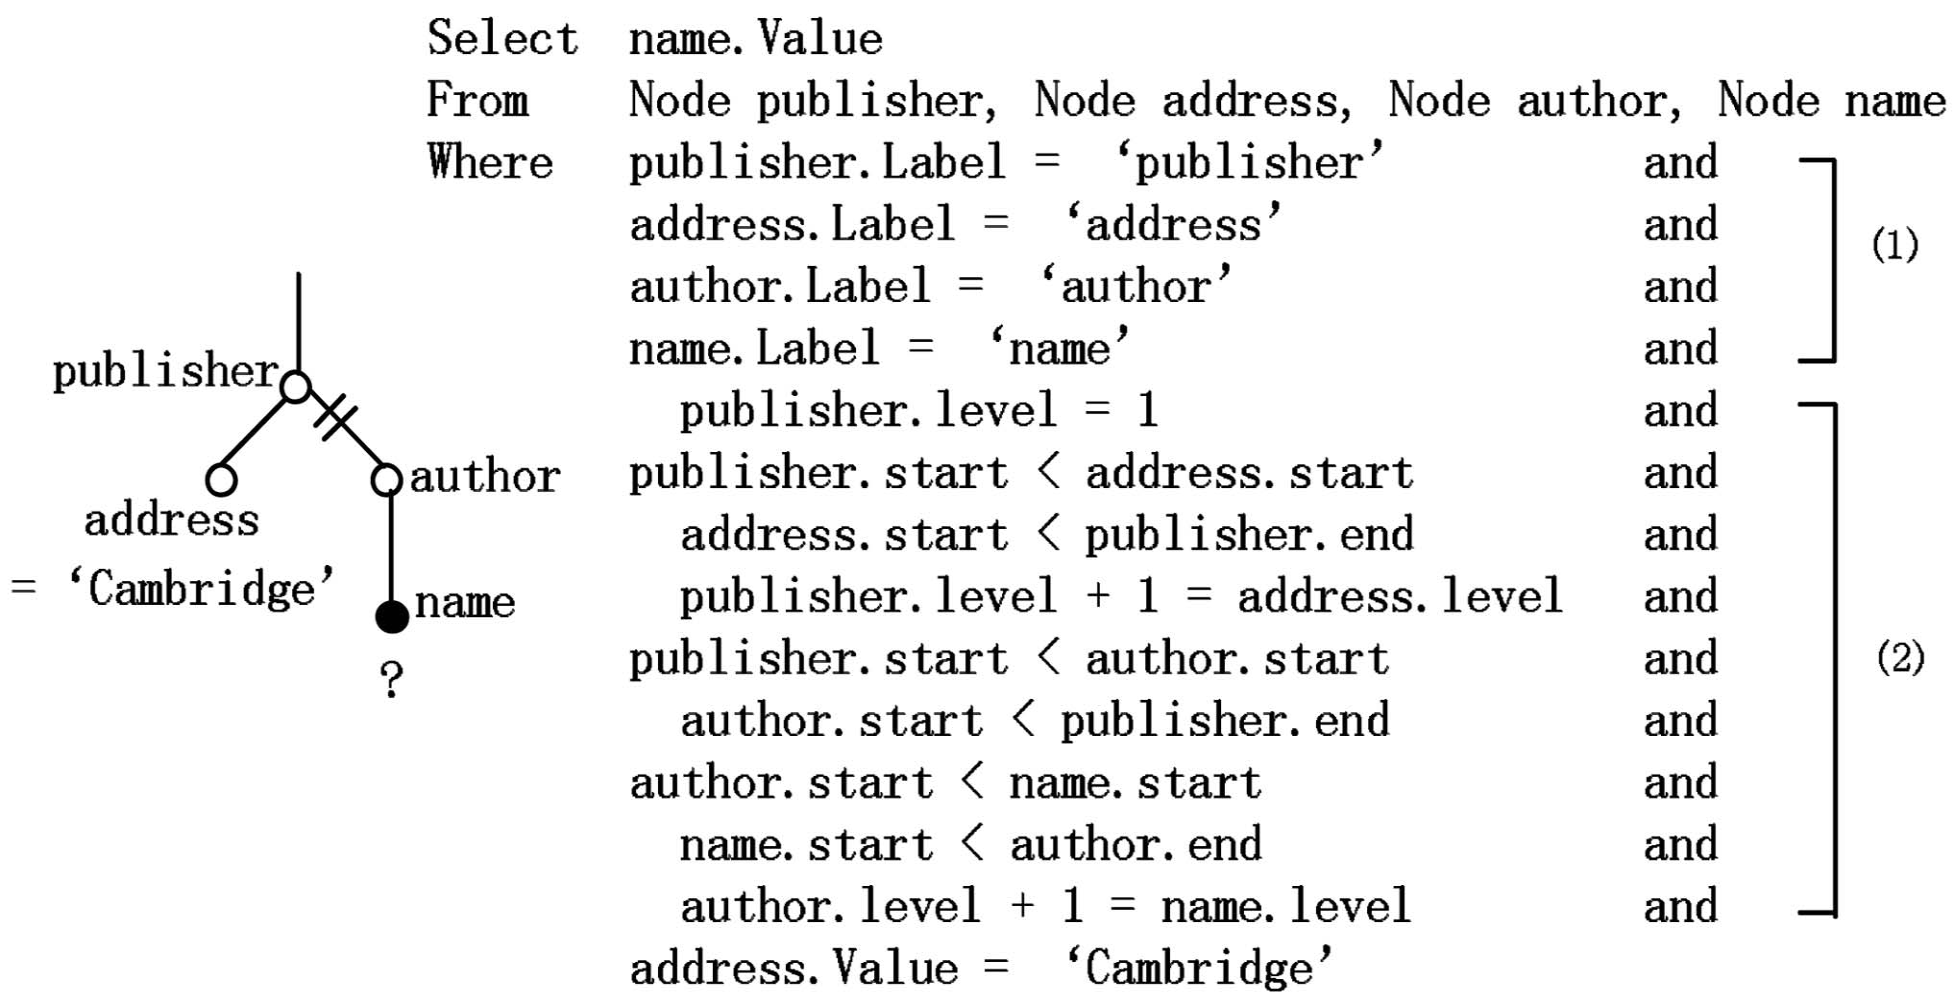 Select name.Value
From Node publisher, Node address, Node author, Node name
Where publisher.Label = ‘publisher’ and
address.Label = ‘address’ and
(1)
author.Label = ‘author’ and
name.Label = ‘name’ and
publisher.level = 1 and
publisher.start < address.start and
address.start < publisher.end and
publisher.level + 1 = address.level and
publisher.start < author.start and
(2)
author.start < publisher.end and
author.start < name.start and
name.start < author.end and
author.level + 1 = name.level and
address.Value = ‘Cambridge’
publisher
author
address
= ‘Cambridge’
name
?